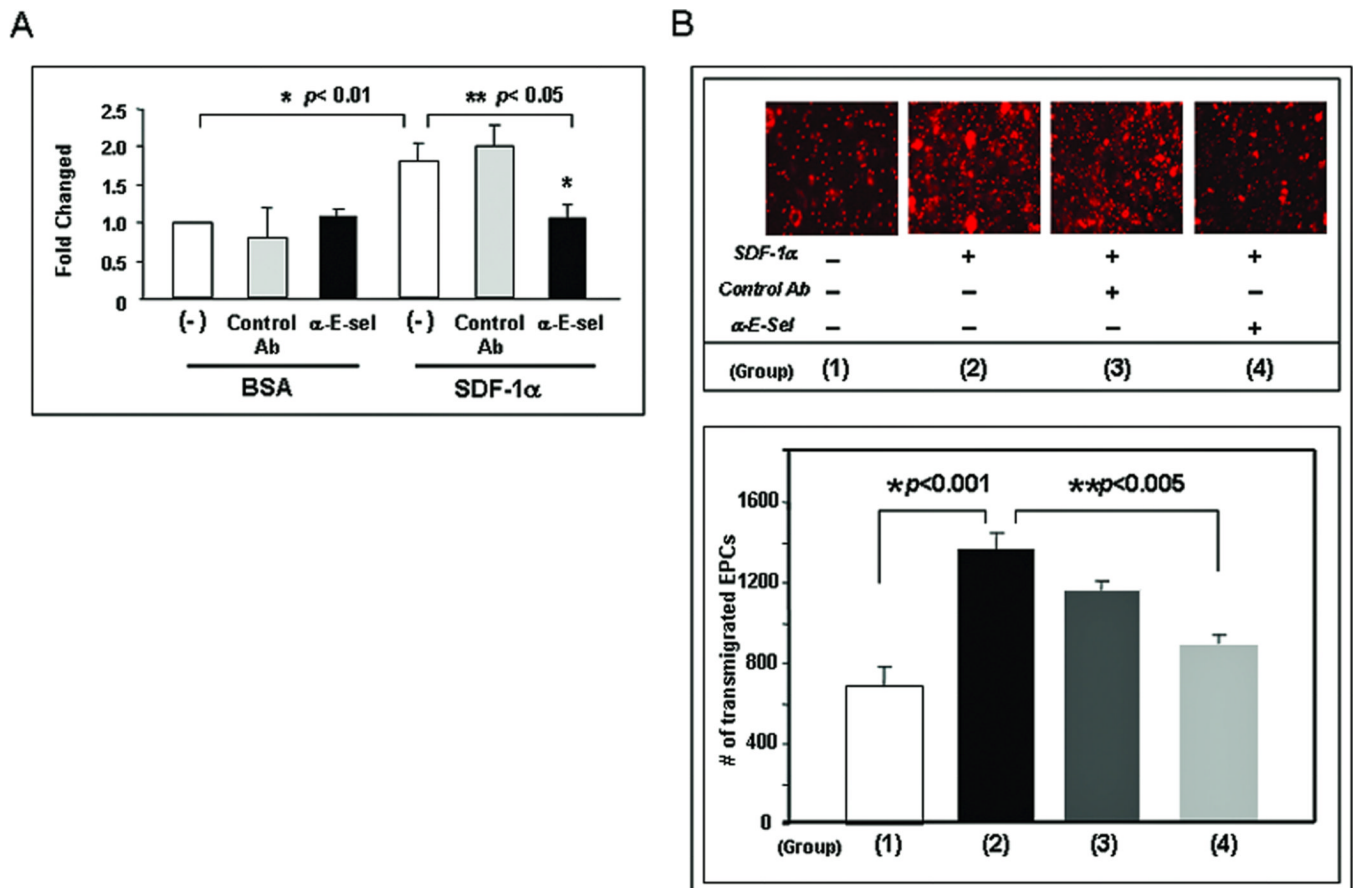 A
* p< 0.01
** p< 0.05
2.5
2.0
1.5
1.0
0.5
0
Fold Changed
*
(-) Control Ab α-E-sel (-) Control Ab α-E-sel
BSA SDF-1α
B
SDF-1α – + + +
Control Ab – – + –
α-E-Sel – – – +
(Group) (1) (2) (3) (4)
*p<0.001 **p<0.005
1600
1200
800
400
0
# of transmigrated EPCs
(Group) (1) (2) (3) (4)